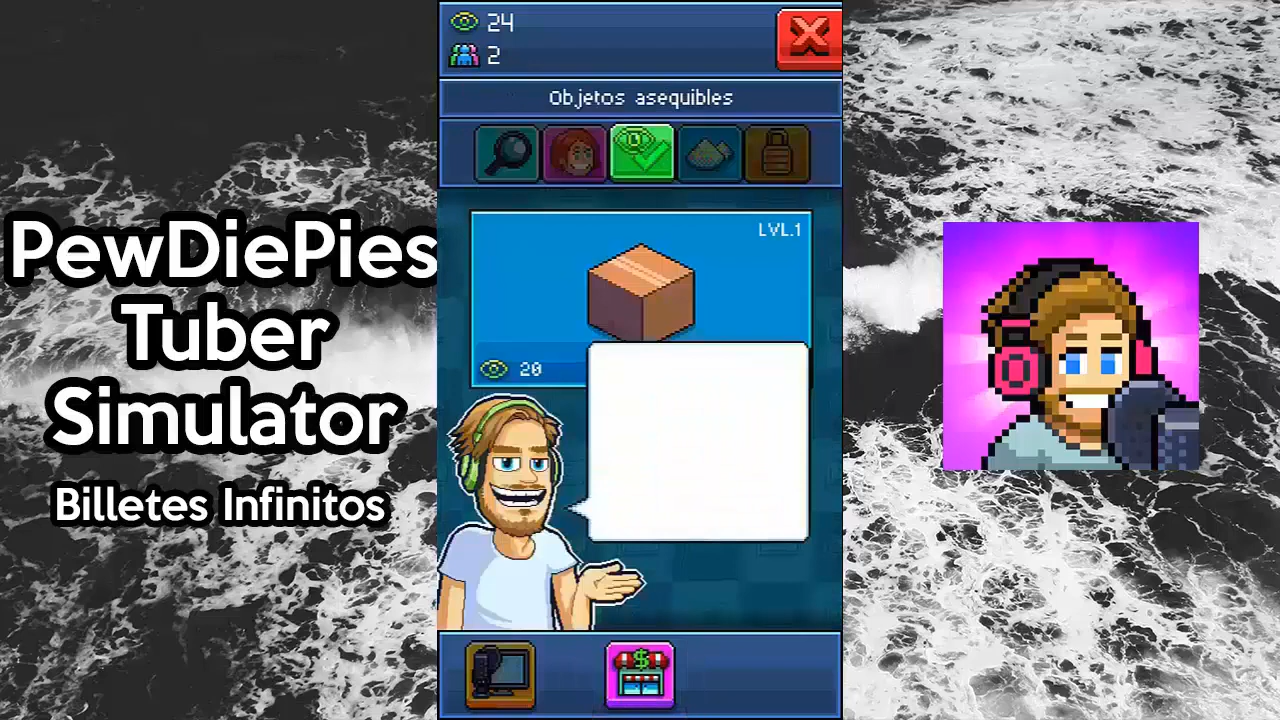 PewDiePies
Tuber
Simulator
Billetes Infinitos
24
2
Objetos asequibles
LVL.1
20